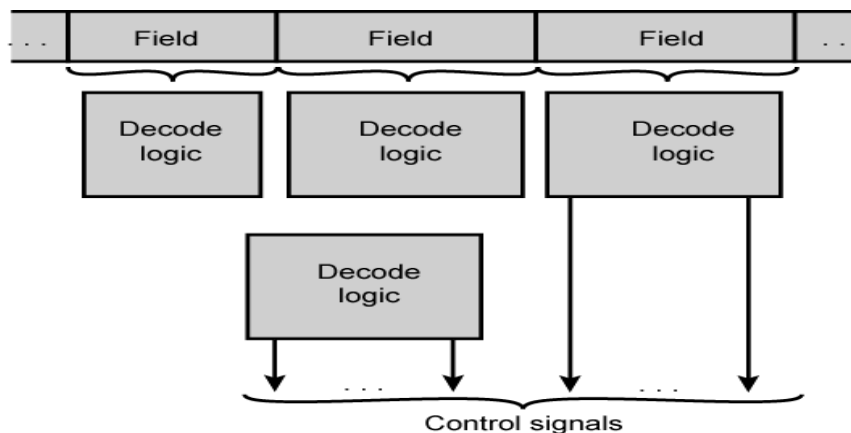 . . . Field Field Field . .
Decode logic
Decode logic
Decode logic
Decode logic
. . . . . .
Control signals